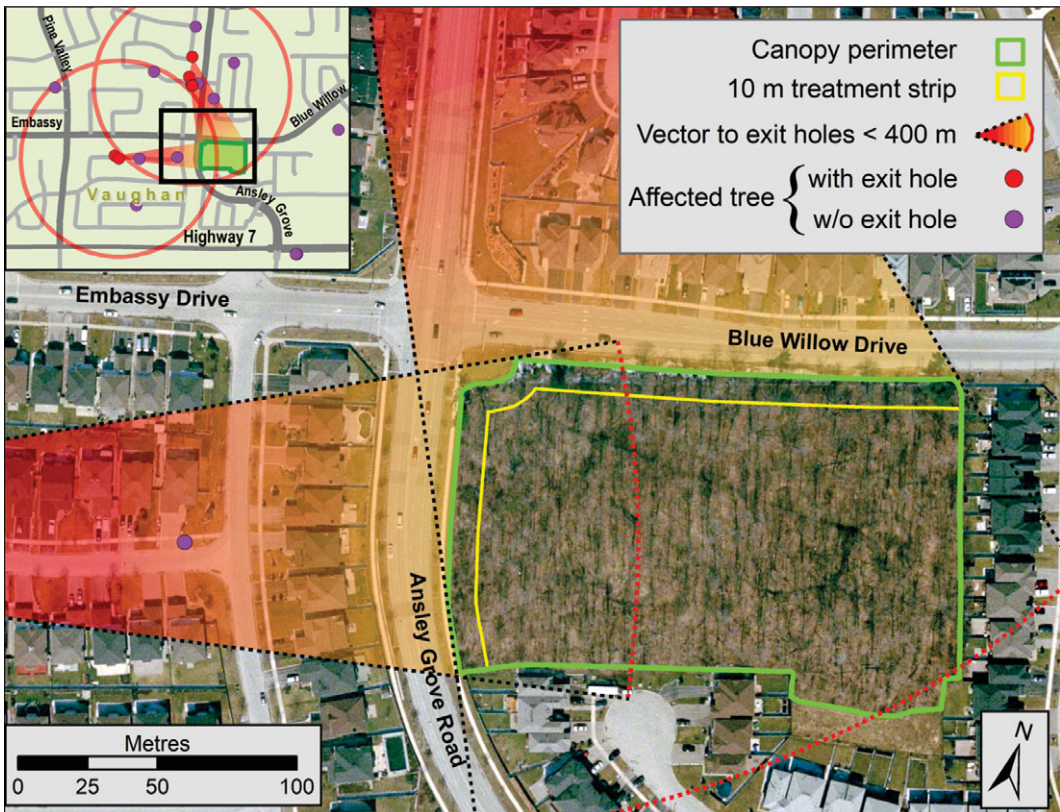 Pine Valley
Embassy
Blue Willow
Vaughan
Ansley Grove
Highway 7
Canopy perimeter
10 m treatment strip
Vector to exit holes < 400 m
Affected tree { with exit hole
w/o exit hole
Embassy Drive
Blue Willow Drive
Ansley Grove Road
Metres
0 25 50 100
N